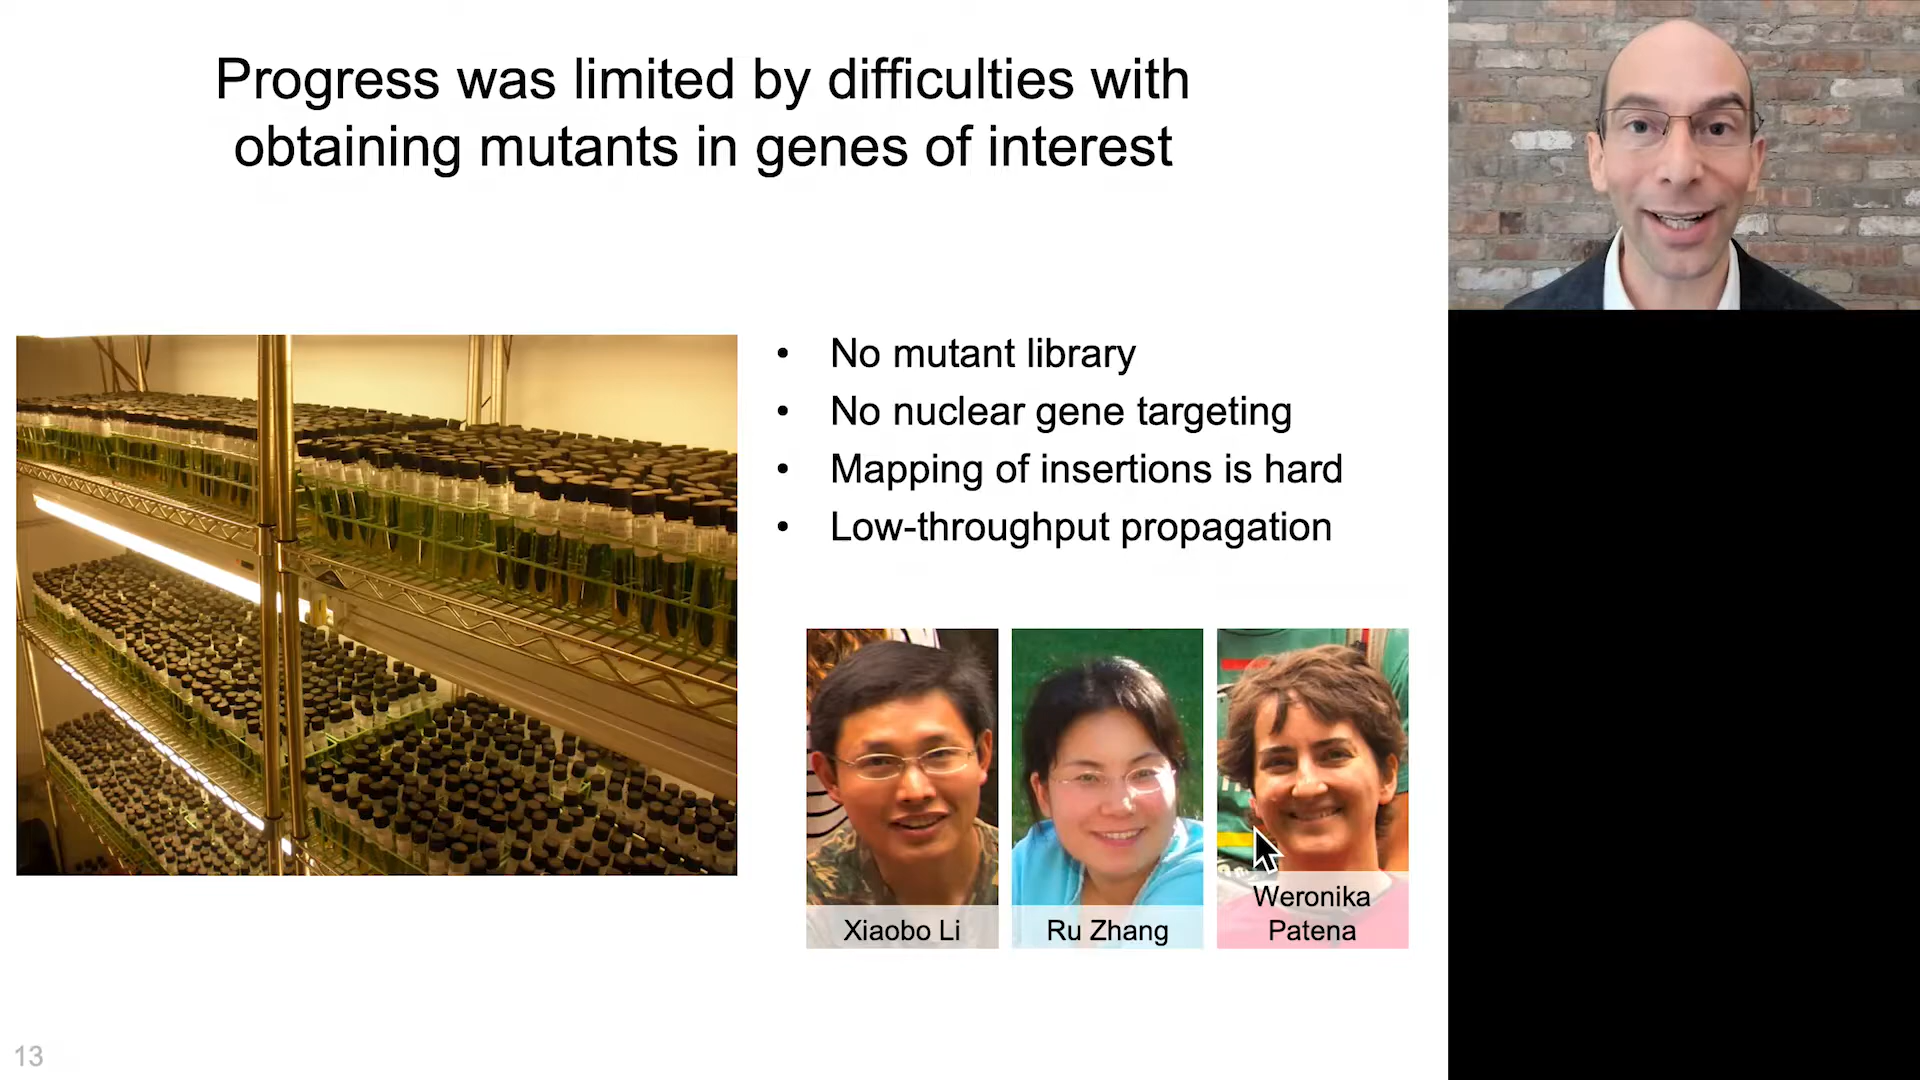 Progress was limited by difficulties with
obtaining mutants in genes of interest
• No mutant library
• No nuclear gene targeting
• Mapping of insertions is hard
• Low-throughput propagation
Xiaobo Li
Ru Zhang
Weronika
Patena
13